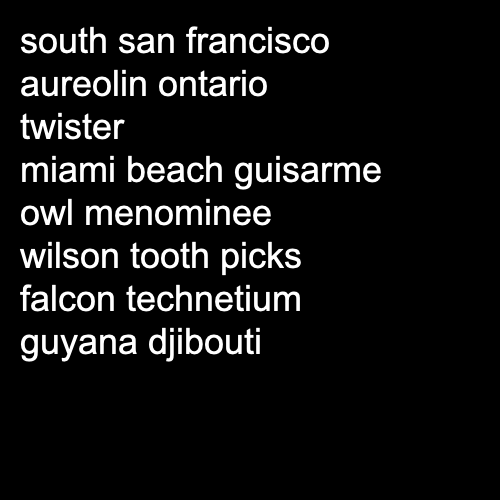 south san francisco
aureolin ontario
twister
miami beach guisarme
owl menominee
wilson tooth picks
falcon technetium
guyana djibouti